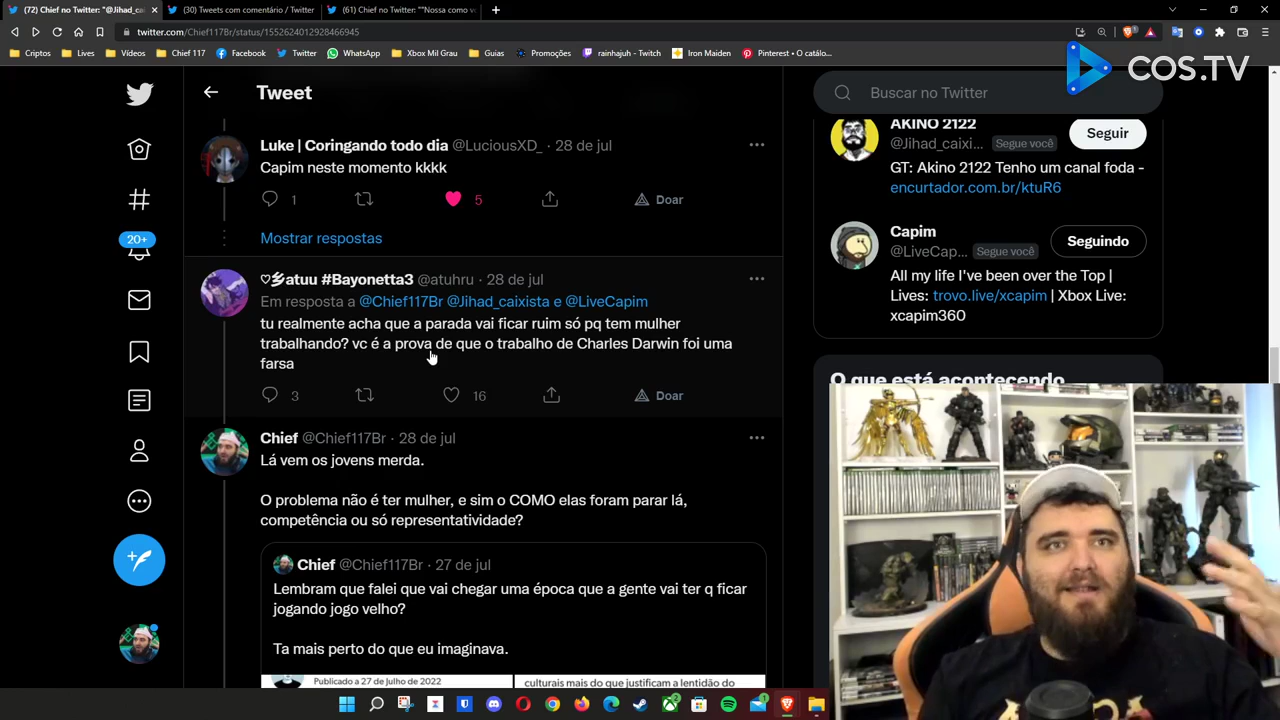 (72) Chief no Twitter: "@Jihad_c
(30) Tweets com comentário / Twitter
(61) Chief no Twitter: ""Nossa como v
twitter.com/Chief117Br/status/1552624012928466945
Criptos
Lives
Vídeos
Chief 117
Facebook
Twitter
WhatsApp
Xbox Mil Grau
Guias
Promoções
rainhajuh - Twitch
Iron Maiden
Pinterest • O catálo...
COS.TV
Tweet
Buscar no Twitter
Luke | Coringando todo dia @LuciousXD_ · 28 de jul
Capim neste momento kkkk
1
5
Doar
Mostrar respostas
20+
♡彡atuu #Bayonetta3 @atuhru · 28 de jul
Em resposta a @Chief117Br @Jihad_caixista e @LiveCapim
tu realmente acha que a parada vai ficar ruim só pq tem mulher
trabalhando? vc é a prova de que o trabalho de Charles Darwin foi uma
farsa
3
16
Doar
Chief @Chief117Br · 28 de jul
Lá vem os jovens merda.
O problema não é ter mulher, e sim o COMO elas foram parar lá,
competência ou só representatividade?
Chief @Chief117Br · 27 de jul
Lembram que falei que vai chegar uma época que a gente vai ter q ficar
jogando jogo velho?
Ta mais perto do que eu imaginava.
Publicado a 27 de Julho de 2022
culturais mais do que justificam a lentidão do
AKINO 2122
@Jihad_caixi...
Segue você
Seguir
GT: Akino 2122 Tenho um canal foda -
encurtador.com.br/ktuR6
Capim
@LiveCap...
Segue você
Seguindo
All my life I've been over the Top |
Lives: trovo.live/xcapim | Xbox Live:
xcapim360
O que está acontecendo